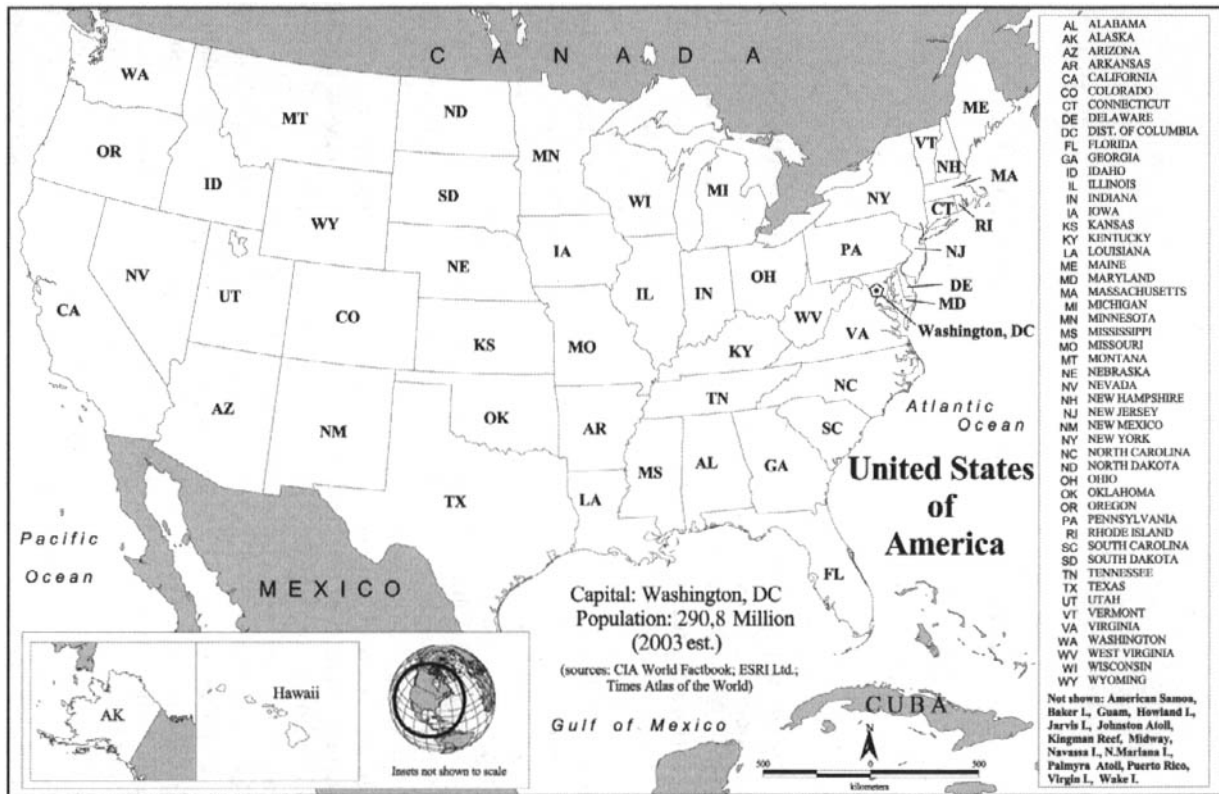 CANADA
WA
MT
ND
MN
ME
OR
ID
SD
WI
MI
VT
NH
NY
MA
WY
CT
RI
IA
NE
PA
NJ
NV
UT
OH
IL
IN
DE
MD
CA
CO
WV
Washington, DC
KS
MO
KY
VA
TN
NC
AZ
OK
NM
AR
SC
Atlantic
Ocean
MS
AL
GA
TX
LA
United States
of
America
Pacific
Ocean
MEXICO
FL
Capital: Washington, DC
Population: 290,8 Million
(2003 est.)
(sources: CIA World Factbook; ESRI Ltd.;
Times Atlas of the World)
Gulf of Mexico
CUBA
AK
Hawaii
Insets not shown to scale
N
500 0 500
kilometers
AL ALABAMA
AK ALASKA
AZ ARIZONA
AR ARKANSAS
CA CALIFORNIA
CO COLORADO
CT CONNECTICUT
DE DELAWARE
DC DIST. OF COLUMBIA
FL FLORIDA
GA GEORGIA
ID IDAHO
IL ILLINOIS
IN INDIANA
IA IOWA
KS KANSAS
KY KENTUCKY
LA LOUISIANA
ME MAINE
MD MARYLAND
MA MASSACHUSETTS
MI MICHIGAN
MN MINNESOTA
MS MISSISSIPPI
MO MISSOURI
MT MONTANA
NE NEBRASKA
NV NEVADA
NH NEW HAMPSHIRE
NJ NEW JERSEY
NM NEW MEXICO
NY NEW YORK
NC NORTH CAROLINA
ND NORTH DAKOTA
OH OHIO
OK OKLAHOMA
OR OREGON
PA PENNSYLVANIA
RI RHODE ISLAND
SC SOUTH CAROLINA
SD SOUTH DAKOTA
TN TENNESSEE
TX TEXAS
UT UTAH
VT VERMONT
VA VIRGINIA
WA WASHINGTON
WV WEST VIRGINIA
WI WISCONSIN
WY WYOMING
Not shown: American Samoa,
Baker I., Guam, Howland I.,
Jarvis I., Johnston Atoll,
Kingman Reef, Midway,
Navassa I., N.Mariana I.,
Palmyra Atoll, Puerto Rico,
Virgin I., Wake I.